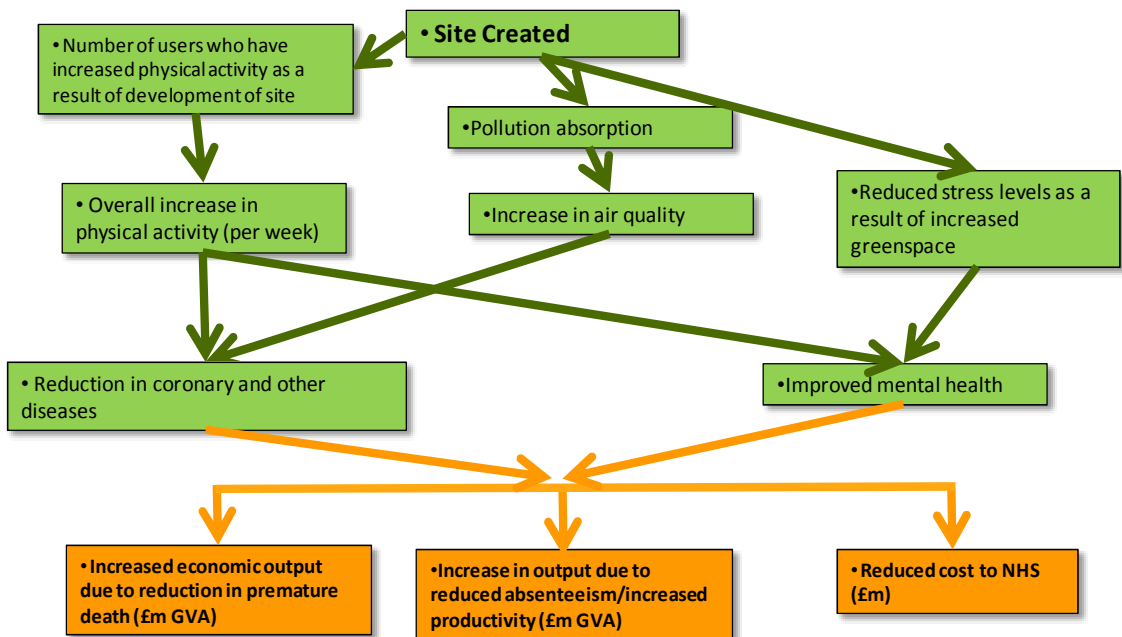 • Site Created
• Number of users who have
increased physical activity as a
result of development of site
•Pollution absorption
• Overall increase in
physical activity (per week)
•Increase in air quality
•Reduced stress levels as a
result of increased
greenspace
• Reduction in coronary and other
diseases
•Improved mental health
•Increased economic output
due to reduction in premature
death (£m GVA)
•Increase in output due to
reduced absenteeism/increased
productivity (£m GVA)
•Reduced cost to NHS
(£m)